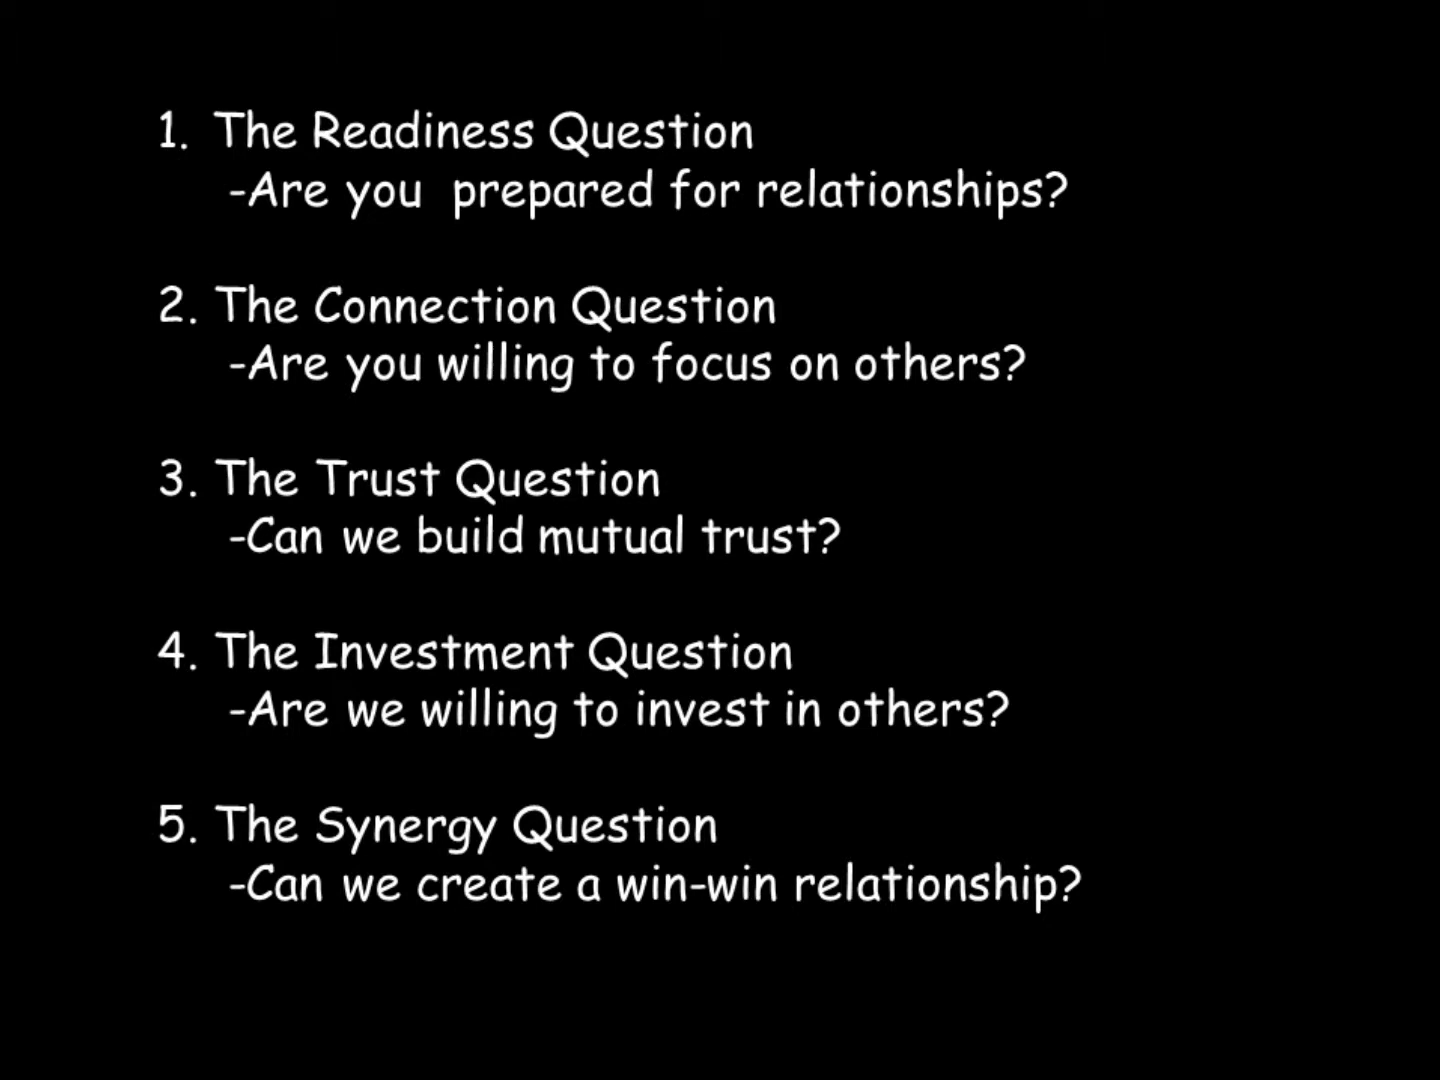 1. The Readiness Question
-Are you  prepared for relationships?
2. The Connection Question
-Are you willing to focus on others?
3. The Trust Question
-Can we build mutual trust?
4. The Investment Question
-Are we willing to invest in others?
5. The Synergy Question
-Can we create a win-win relationship?